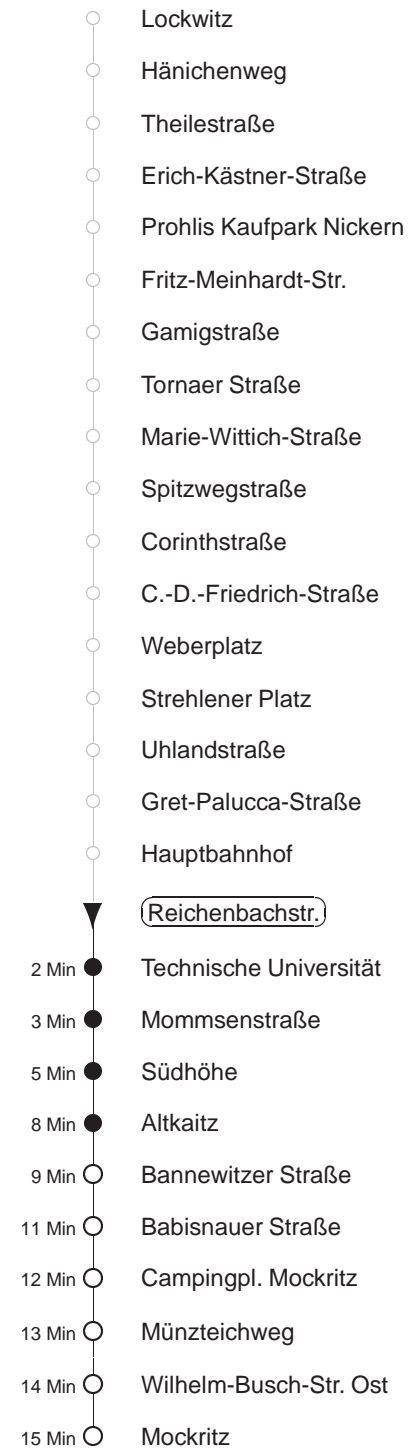 Lockwitz
Hänichenweg
Theilestraße
Erich-Kästner-Straße
Prohlis Kaufpark Nickern
Fritz-Meinhardt-Str.
Gamigstraße
Tornaer Straße
Marie-Wittich-Straße
Spitzwegstraße
Corinthstraße
C.-D.-Friedrich-Straße
Weberplatz
Strehlener Platz
Uhlandstraße
Gret-Palucca-Straße
Hauptbahnhof
Reichenbachstr.
2 Min Technische Universität
3 Min Mommsenstraße
5 Min Südhöhe
8 Min Altkaitz
9 Min Bannewitzer Straße
11 Min Babisnauer Straße
12 Min Campingpl. Mockritz
13 Min Münzteichweg
14 Min Wilhelm-Busch-Str. Ost
15 Min Mockritz